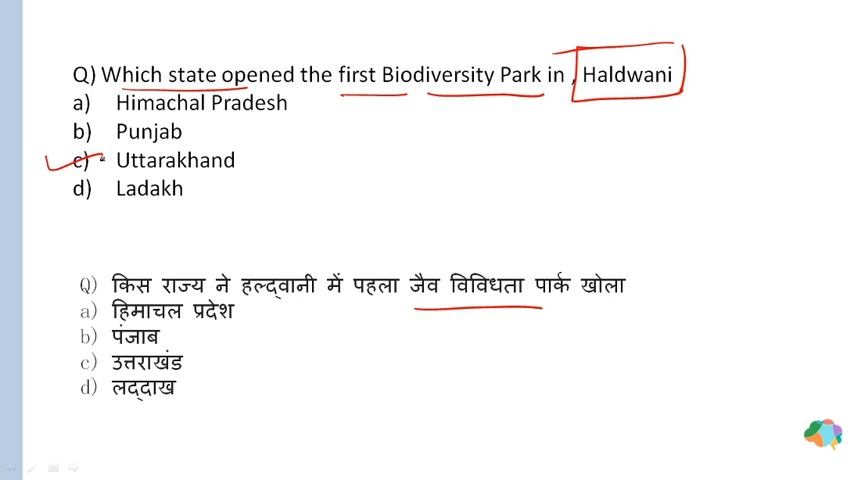 Q) Which state opened the first Biodiversity Park in , Haldwani
a) Himachal Pradesh
b) Punjab
c) Uttarakhand
d) Ladakh
Q) किस राज्य ने हल्द्वानी में पहला जैव विविधता पार्क खोला
a) हिमाचल प्रदेश
b) पंजाब
c) उत्तराखंड
d) लद्दाख